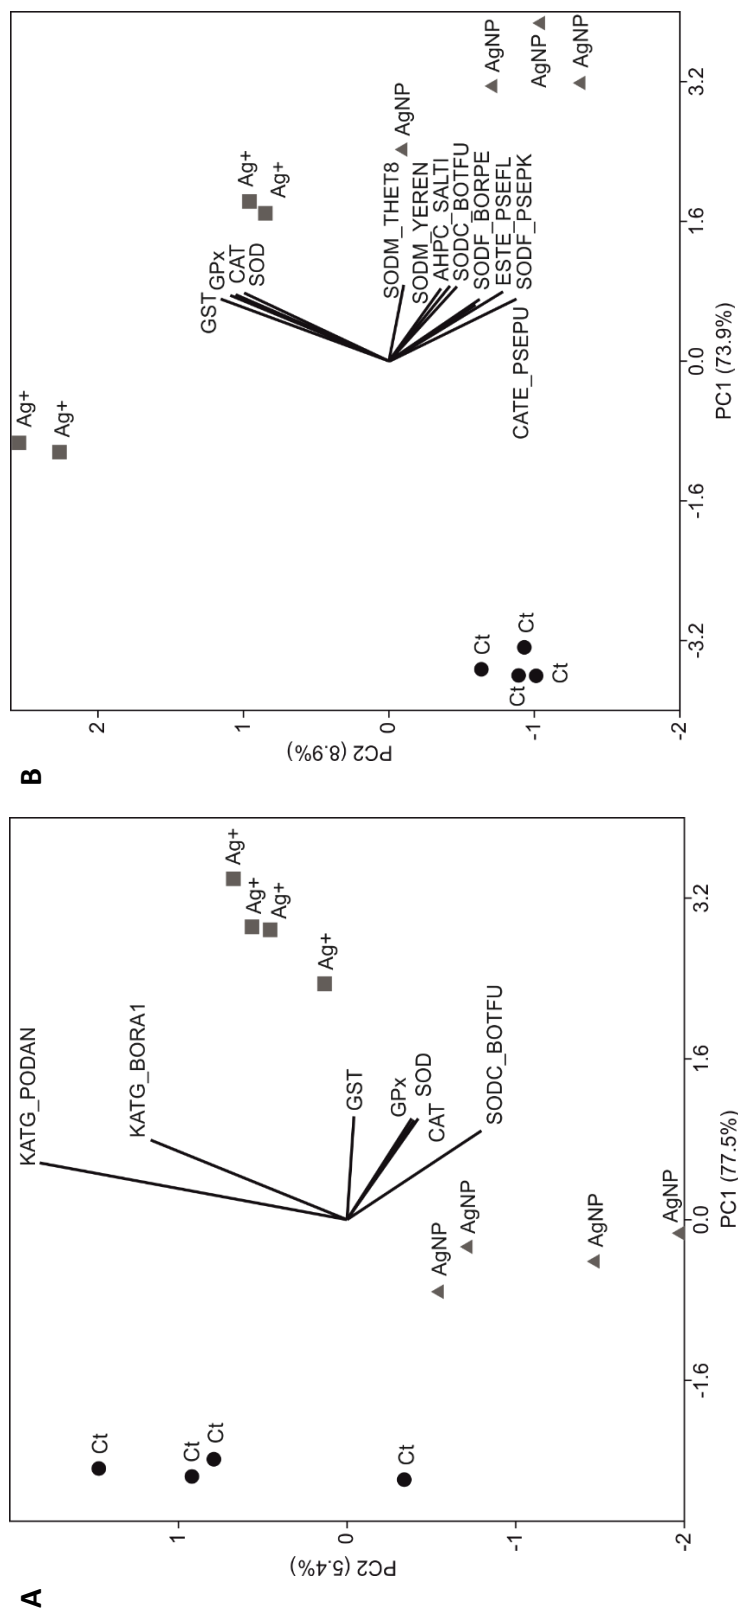 A
PC2 (5.4%)
1
0
-1
-2
-1.6
0.0
1.6
3.2
PC1 (77.5%)
KATG_PODAN
KATG_BORA1
GST
GPx
SOD
CAT
SODC_BOTFU
Ct
Ct
Ct
Ct
AgNP
AgNP
AgNP
AgNP
Ag+
Ag+
Ag+
Ag+
B
PC2 (8.9%)
2
1
0
-1
-2
-3.2
-1.6
0.0
1.6
3.2
PC1 (73.9%)
Ag+
Ag+
Ag+
Ag+
GST
GPx
CAT
SOD
SODM_THET8
SODM_YEREN
AHPC_SALTI
SODC_BOTFU
SODF_BORPE
ESTE_PSEFL
SODF_PSEPK
CATE_PSEPU
AgNP
AgNP
AgNP
AgNP
Ct
Ct
Ct
Ct